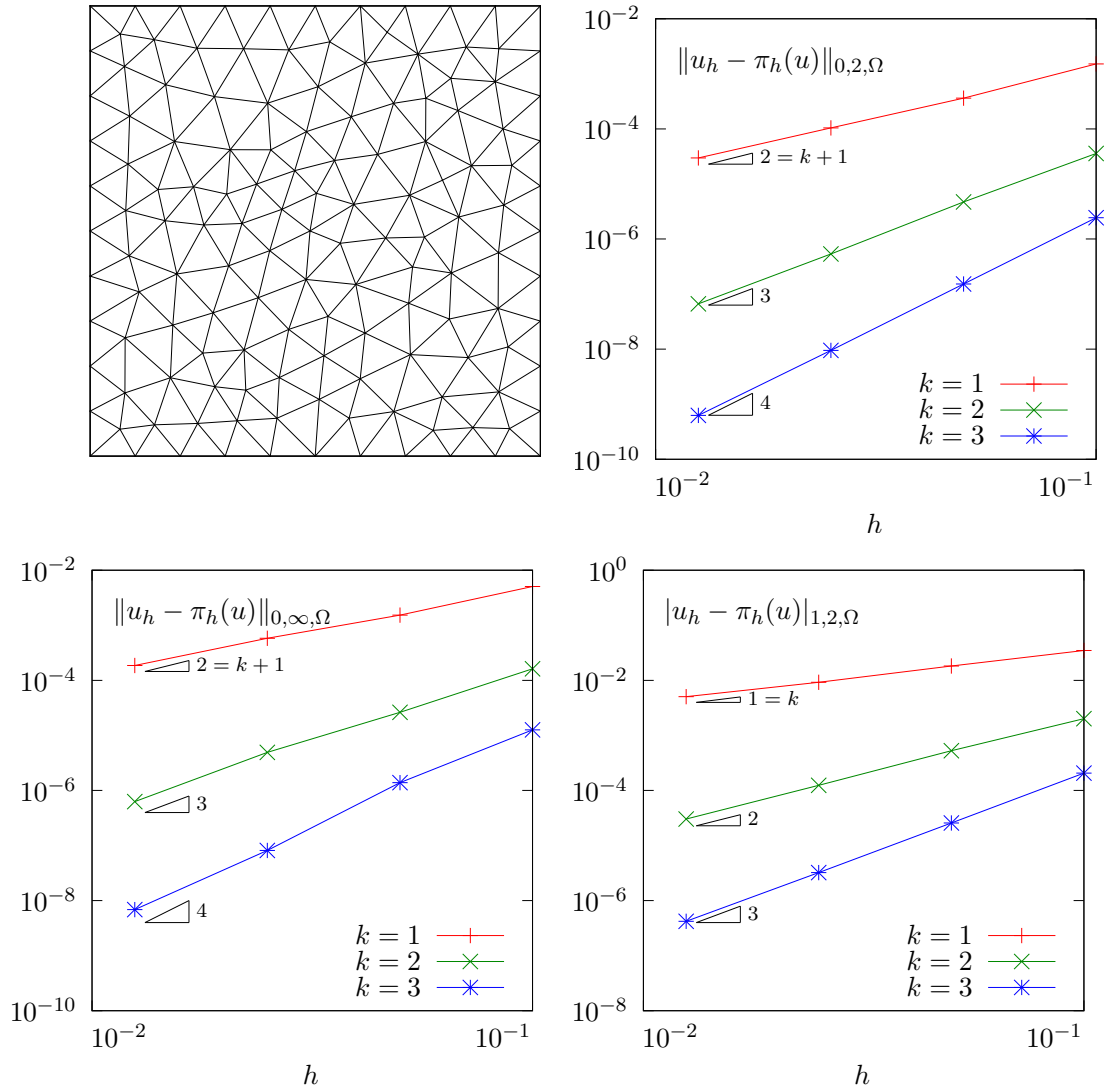 10^{-2}
‖u_h − π_h(u)‖_{0,2,Ω}
10^{-4}
2 = k + 1
10^{-6}
3
10^{-8}
4
k = 1
k = 2
k = 3
10^{-10}
10^{-2}
10^{-1}
h
10^{-2}
‖u_h − π_h(u)‖_{0,∞,Ω}
2 = k + 1
10^{-4}
10^{-6}
3
10^{-8}
4
k = 1
k = 2
k = 3
10^{-10}
10^{-2}
10^{-1}
h
10^{0}
|u_h − π_h(u)|_{1,2,Ω}
10^{-2}
1 = k
10^{-4}
2
10^{-6}
3
k = 1
k = 2
k = 3
10^{-8}
10^{-2}
10^{-1}
h